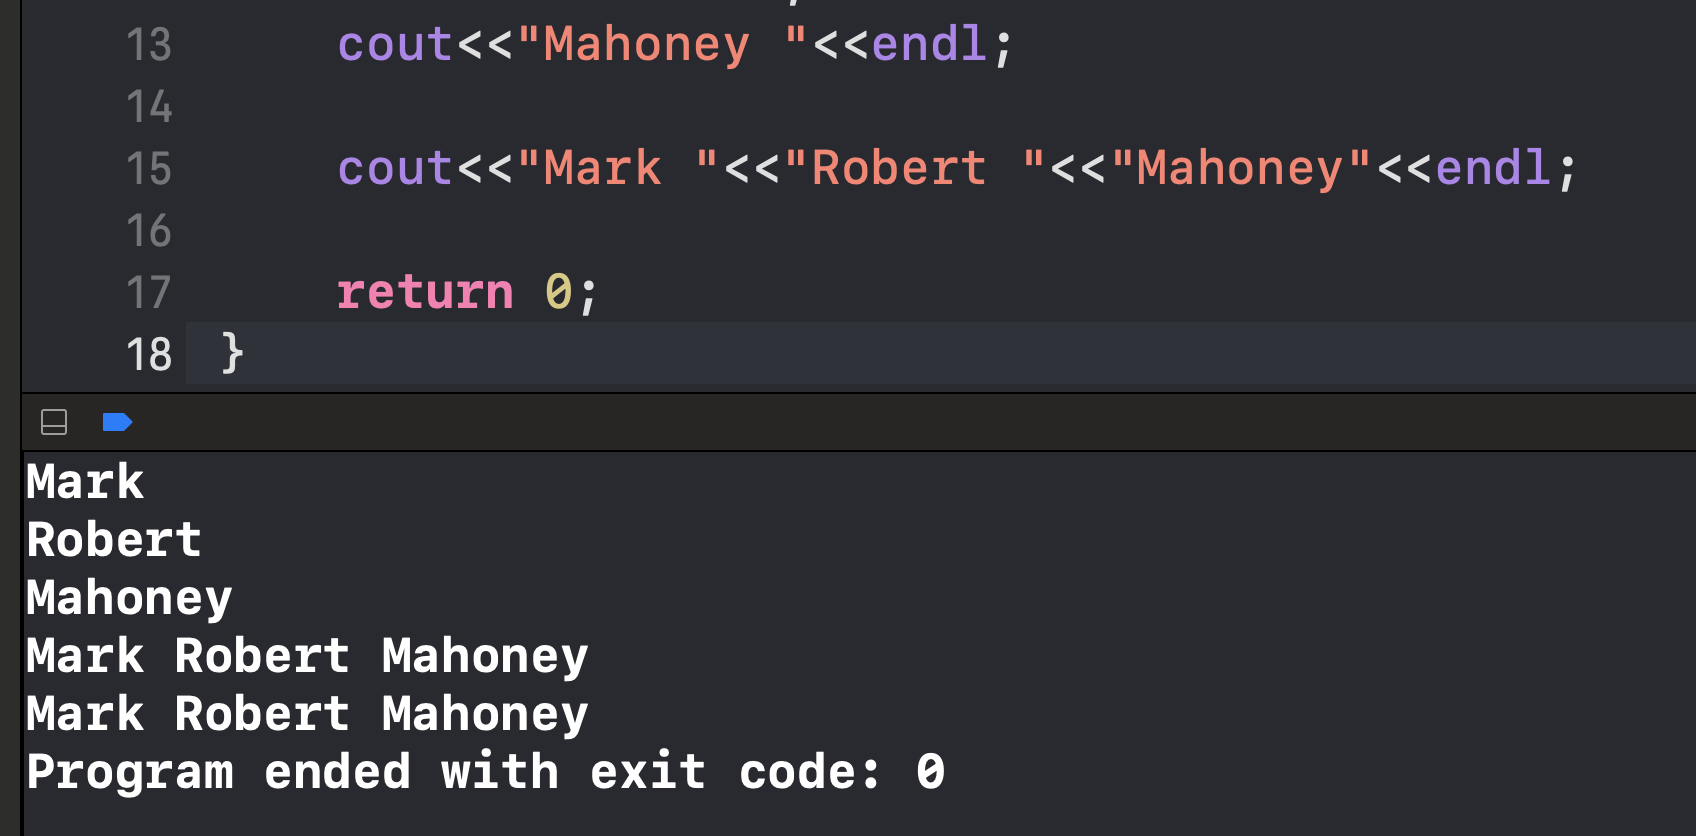 13 cout<<"Mahoney "<<endl;
14
15 cout<<"Mark "<<"Robert "<<"Mahoney"<<endl;
16
17 return 0;
18 }
Mark
Robert
Mahoney
Mark Robert Mahoney
Mark Robert Mahoney
Program ended with exit code: 0